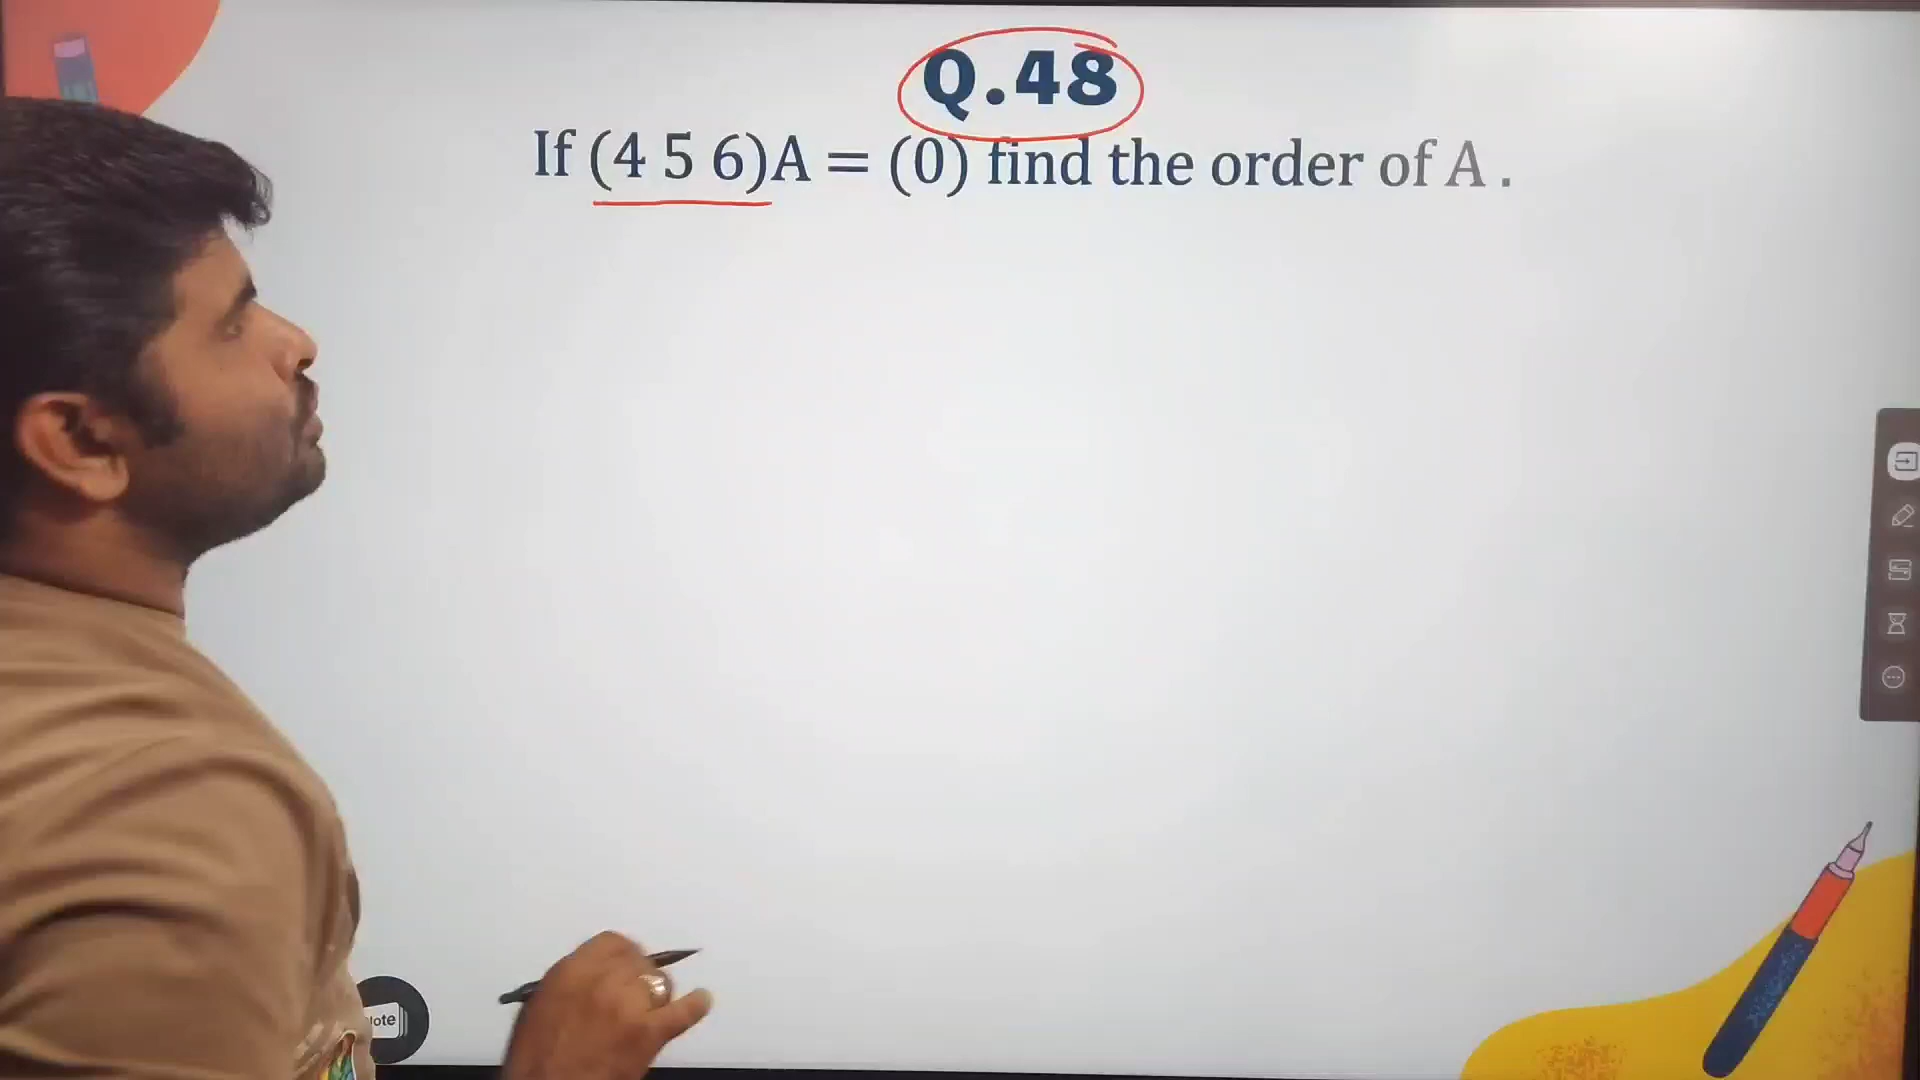 Q.48
If (4 5 6)A = (0) find the order of A .